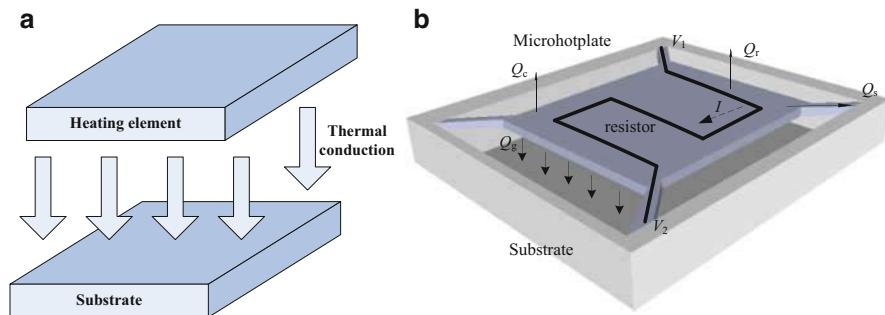 a
Heating element
Thermal
conduction
Substrate
b
Microhotplate
V1
Qr
Qc
Qs
I
resistor
Qg
V2
Substrate